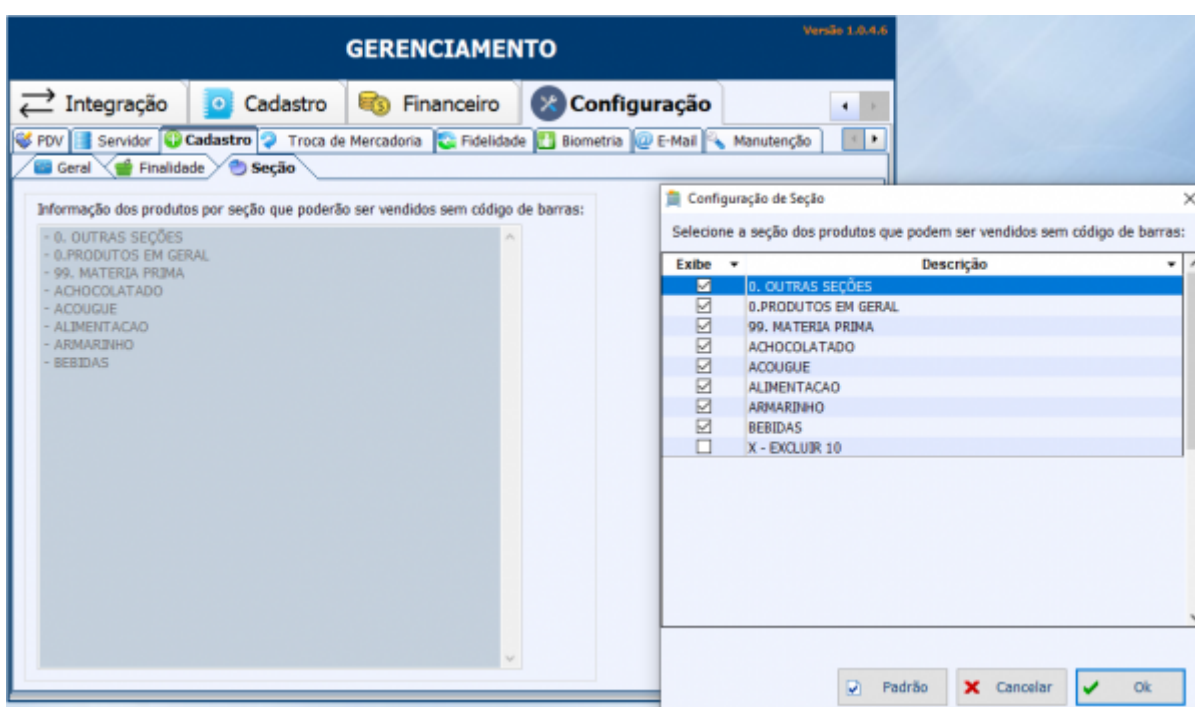 Versão 1.0.4.6
GERENCIAMENTO
Integração Cadastro Financeiro Configuração
PDV Servidor Cadastro Troca de Mercadoria Fidelidade Biometria E-Mail Manutenção
Geral Finalidade Seção
Informação dos produtos por seção que poderão ser vendidos sem código de barras:
- 0. OUTRAS SEÇÕES
- 0.PRODUTOS EM GERAL
- 99. MATERIA PRIMA
- ACHOCOLATADO
- ACOUGUE
- ALIMENTACAO
- ARMARINHO
- BEBIDAS
Configuração de Seção
Selecione a seção dos produtos que podem ser vendidos sem código de barras:
Exibe Descrição
0. OUTRAS SEÇÕES
0.PRODUTOS EM GERAL
99. MATERIA PRIMA
ACHOCOLATADO
ACOUGUE
ALIMENTACAO
ARMARINHO
BEBIDAS
X - EXCLUIR 10
Padrão Cancelar Ok